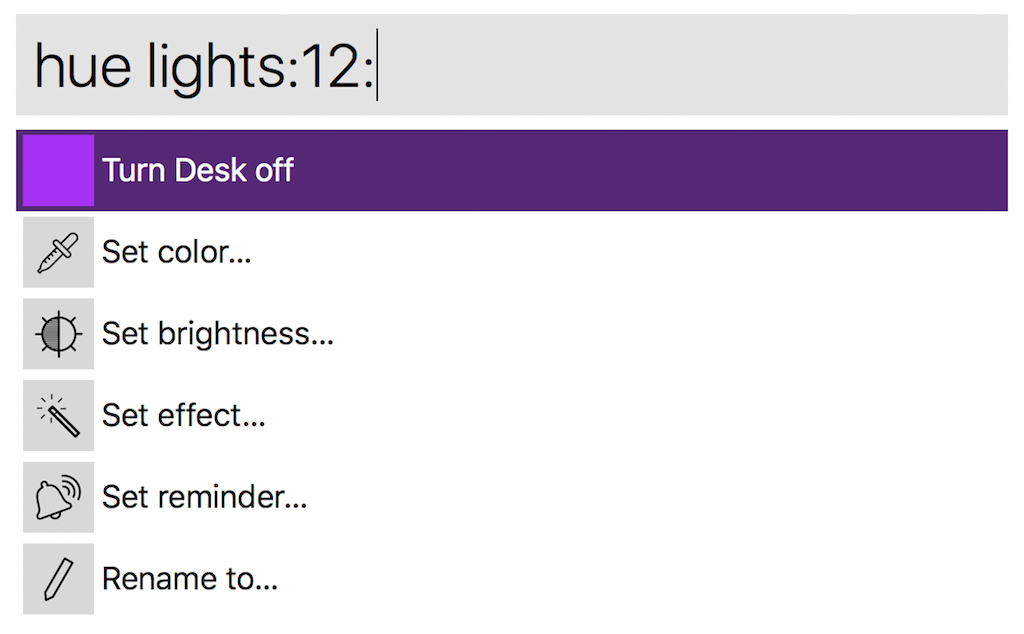 hue lights:12:
Turn Desk off
Set color...
Set brightness...
Set effect...
Set reminder...
Rename to...